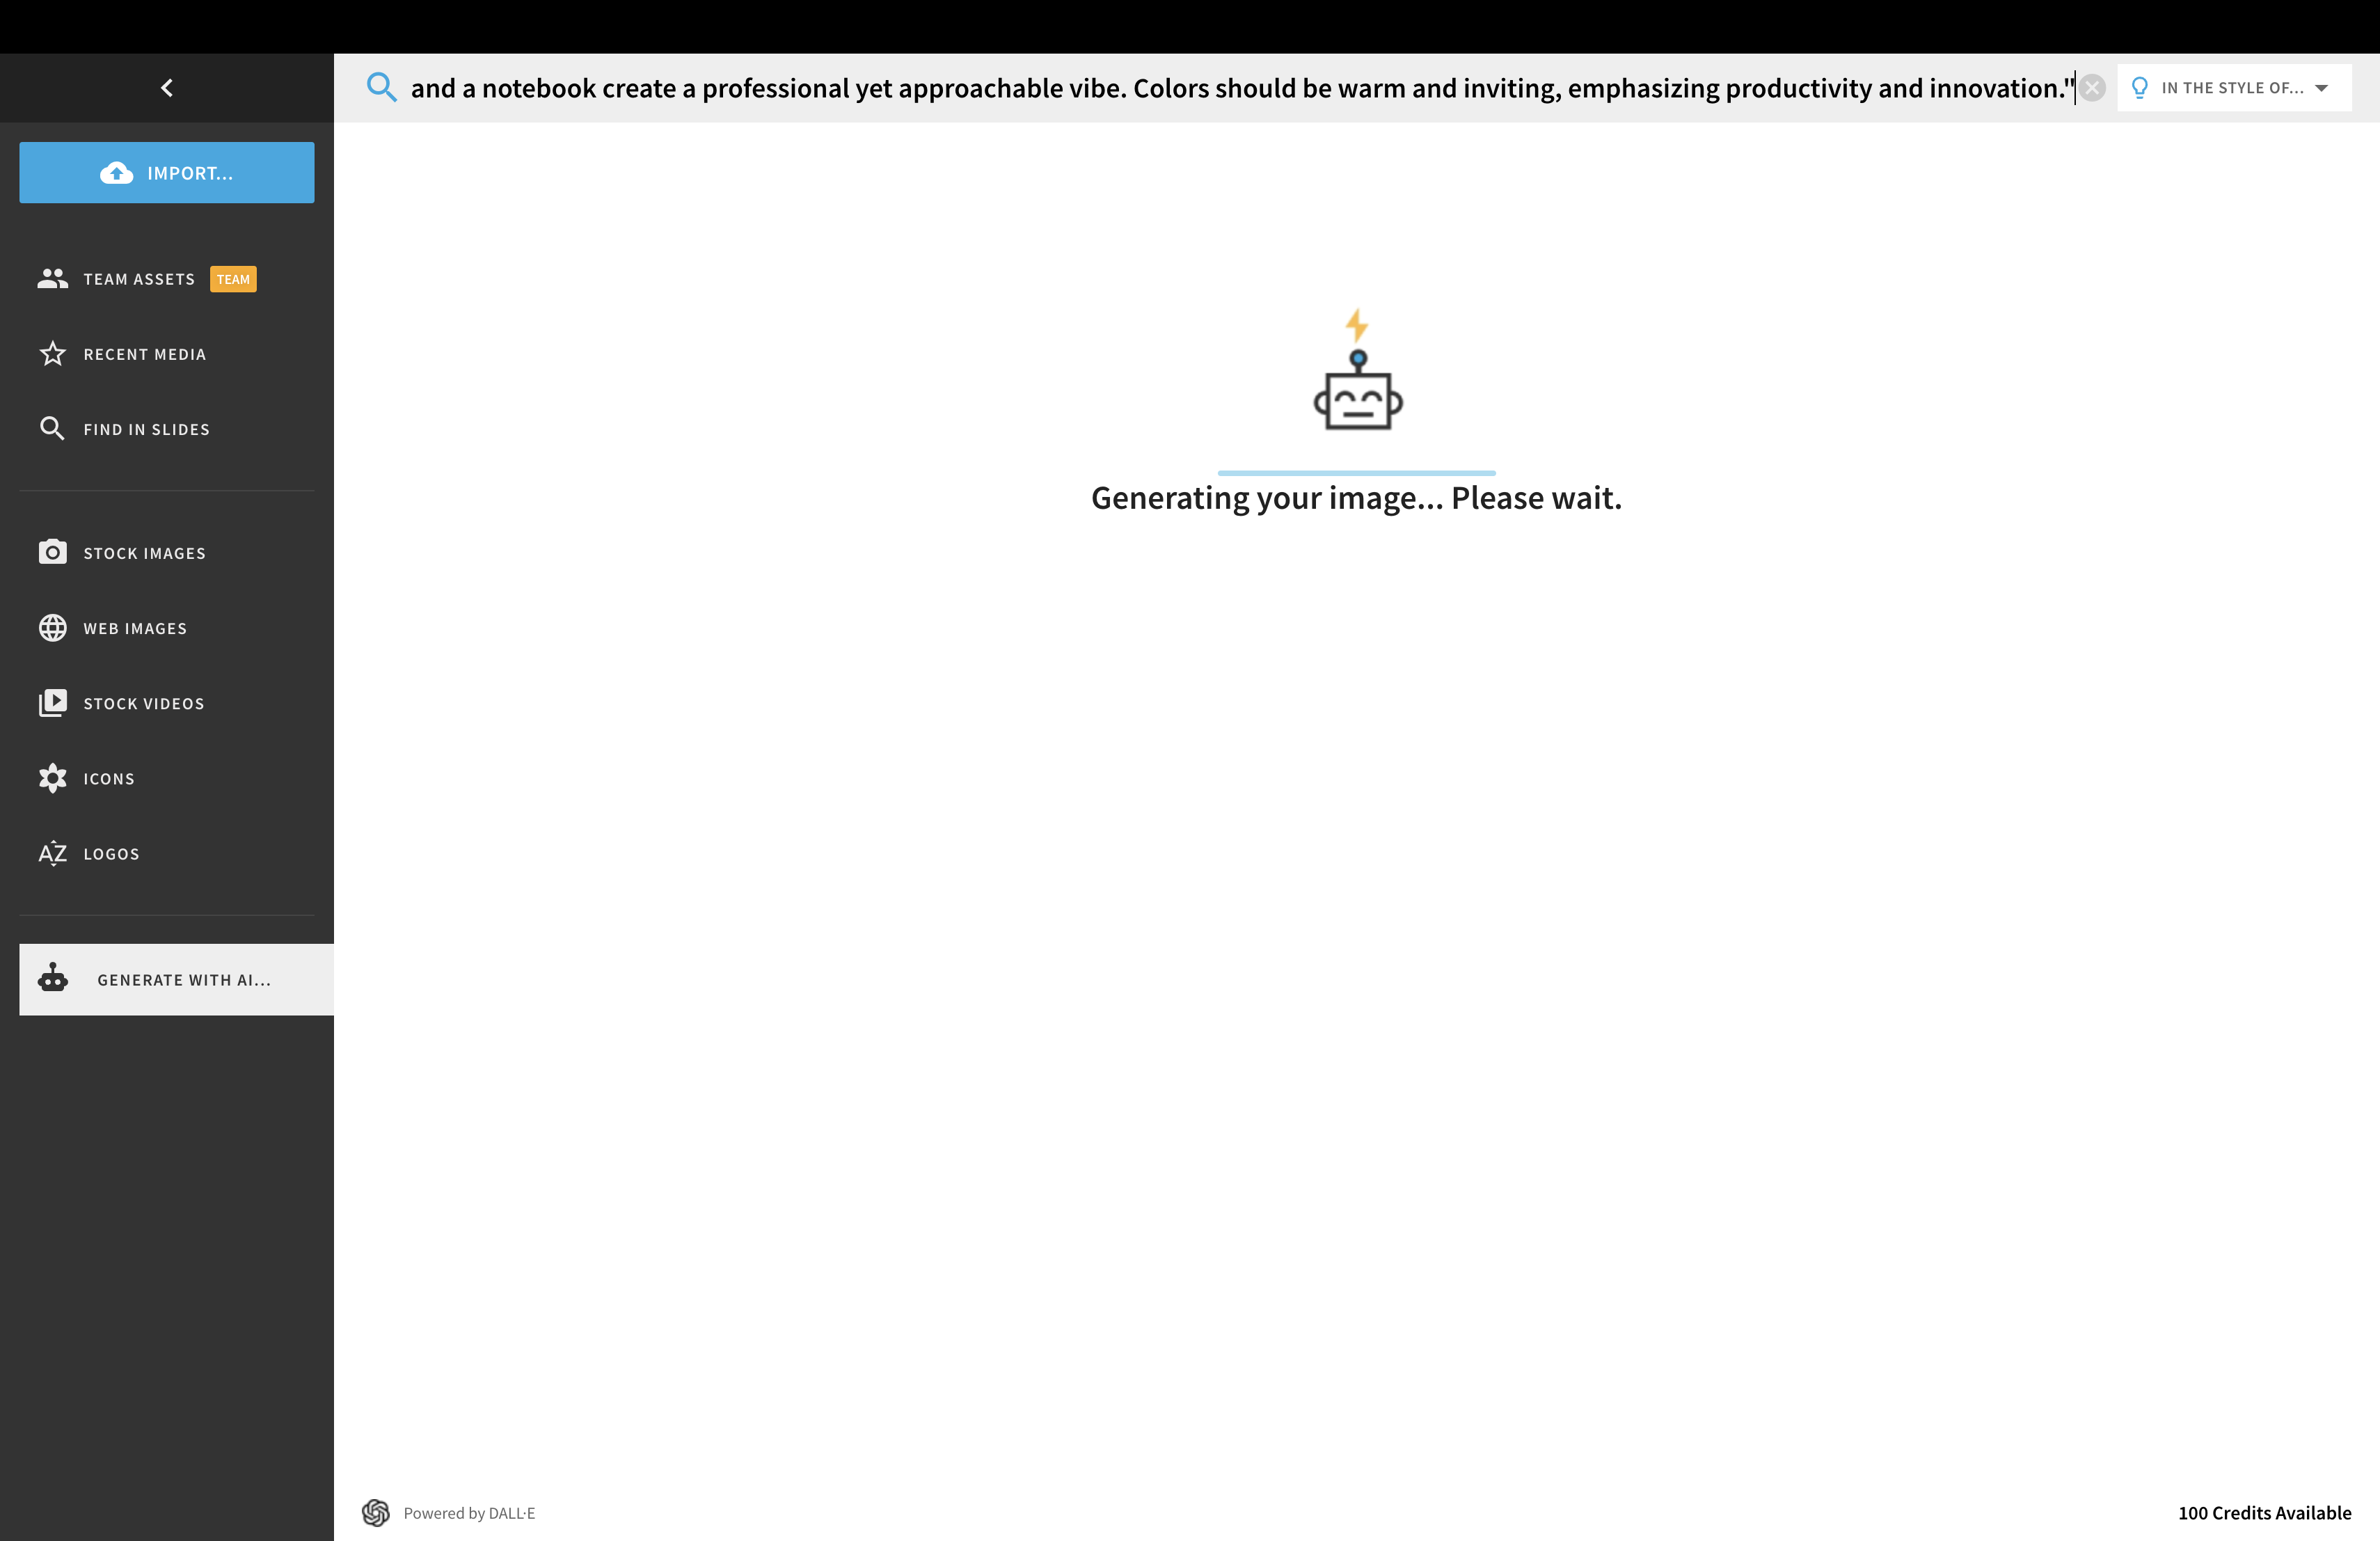 and a notebook create a professional yet approachable vibe. Colors should be warm and inviting, emphasizing productivity and innovation."
IN THE STYLE OF...
IMPORT...
TEAM ASSETS TEAM
RECENT MEDIA
FIND IN SLIDES
STOCK IMAGES
WEB IMAGES
STOCK VIDEOS
ICONS
AZ LOGOS
GENERATE WITH AI...
Generating your image... Please wait.
Powered by DALL·E
100 Credits Available